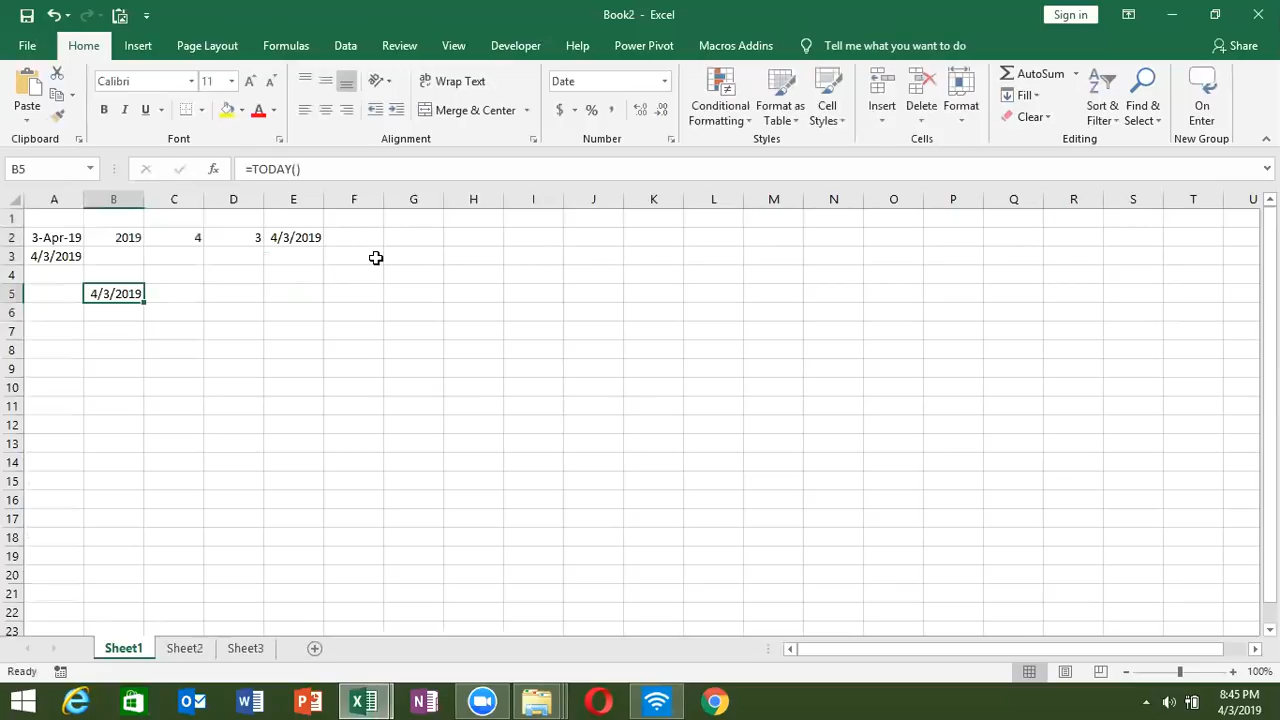 Book2 - Excel
Sign in
File Home Insert Page Layout Formulas Data Review View Developer Help Power Pivot Macros Addins Tell me what you want to do Share
Paste
Calibri 11
B I U
Wrap Text
Merge & Center
Date
$ % ,
Conditional Formatting
Format as Table
Cell Styles
Insert
Delete
Format
AutoSum
Fill
Clear
Sort & Filter
Find & Select
On Enter
Clipboard Font Alignment Number Styles Cells Editing New Group
B5 fx =TODAY()
A B C D E F G H I J K L M N O P Q R S T U
1
2 3-Apr-19 2019 4 3 4/3/2019
3 4/3/2019
4
5 4/3/2019
6
7
8
9
10
11
12
13
14
15
16
17
18
19
20
21
22
23
Sheet1 Sheet2 Sheet3
Ready 100%
8:45 PM
4/3/2019